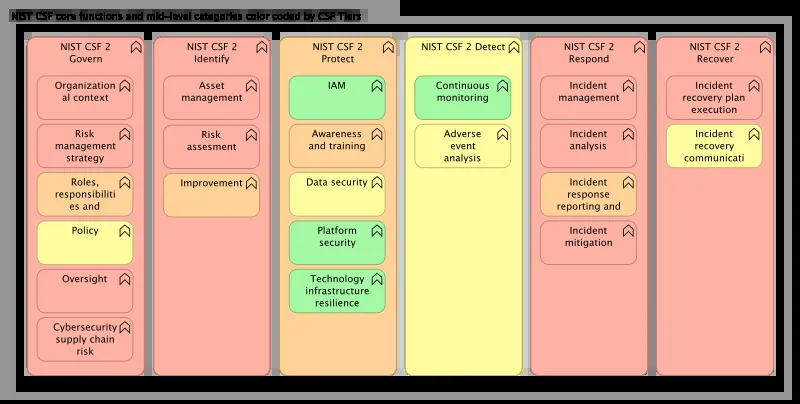 NIST CSF core functions and mid-level categories color coded by CSF Tiers
NIST CSF 2
Govern
Organization
al context
Risk
management
strategy
Roles,
responsibiliti
es and
Policy
Oversight
Cybersecurity
supply chain
risk
NIST CSF 2
Identify
Asset
management
Risk
assesment
Improvement
NIST CSF 2
Protect
IAM
Awareness
and training
Data security
Platform
security
Technology
infrastructure
resilience
NIST CSF 2 Detect
Continuous
monitoring
Adverse
event
analysis
NIST CSF 2
Respond
Incident
management
Incident
analysis
Incident
response
reporting and
Incident
mitigation
NIST CSF 2
Recover
Incident
recovery plan
execution
Incident
recovery
communicati